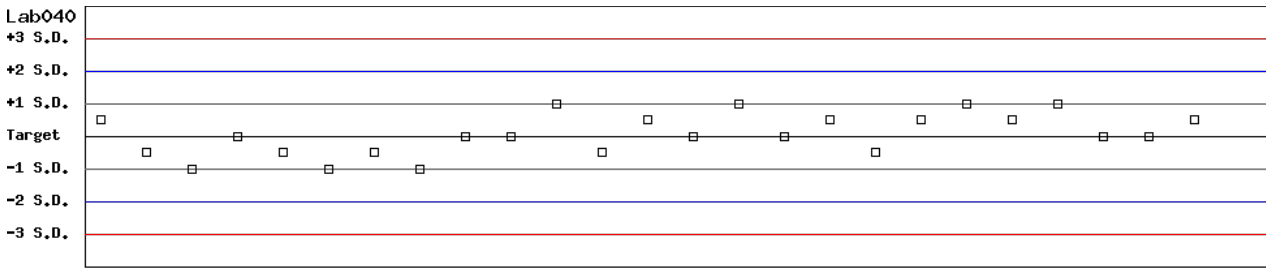 Lab040
+3 S.D.
+2 S.D.
+1 S.D.
Target
-1 S.D.
-2 S.D.
-3 S.D.